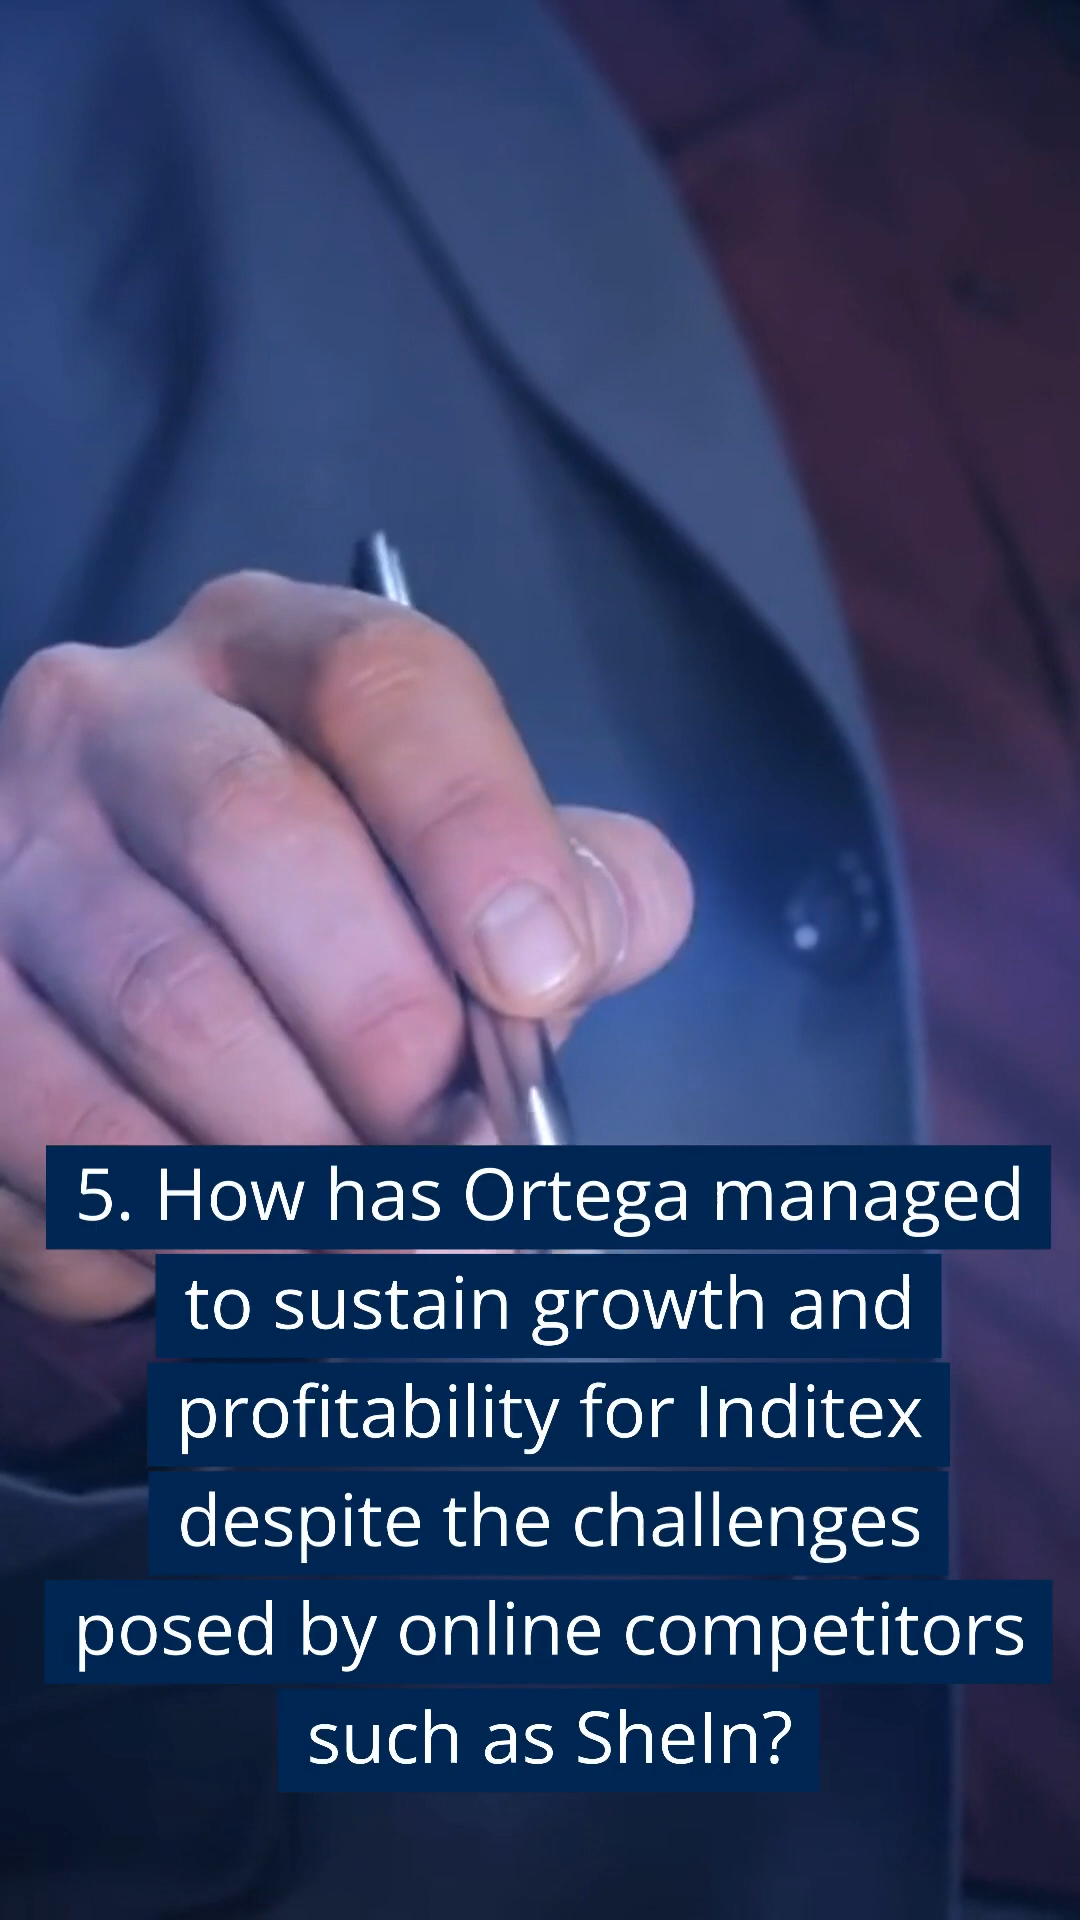 5. How has Ortega managed
to sustain growth and
profitability for Inditex
despite the challenges
posed by online competitors
such as SheIn?